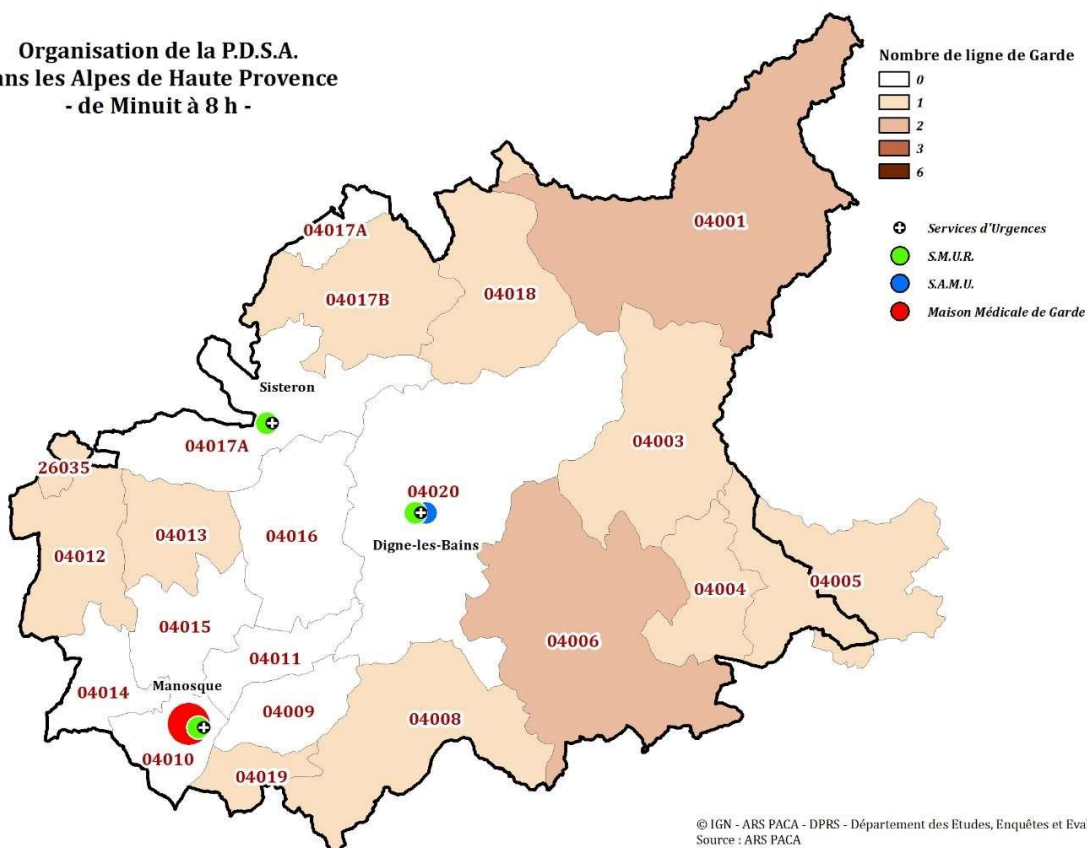 Organisation de la P.D.S.A.
ans les Alpes de Haute Provence
- de Minuit à 8 h -
Nombre de ligne de Garde
0
1
2
3
6
Services d'Urgences
S.M.U.R.
S.A.M.U.
Maison Médicale de Garde
04001
04017A
04017B
04018
Sisteron
04017A
04003
26035
04020
04012
04013
04016
Digne-les-Bains
04004
04005
04015
04006
04011
Manosque
04014
04009
04008
04010
04019
© IGN - ARS PACA - DPRS - Département des Etudes, Enquêtes et Eva
Source : ARS PACA